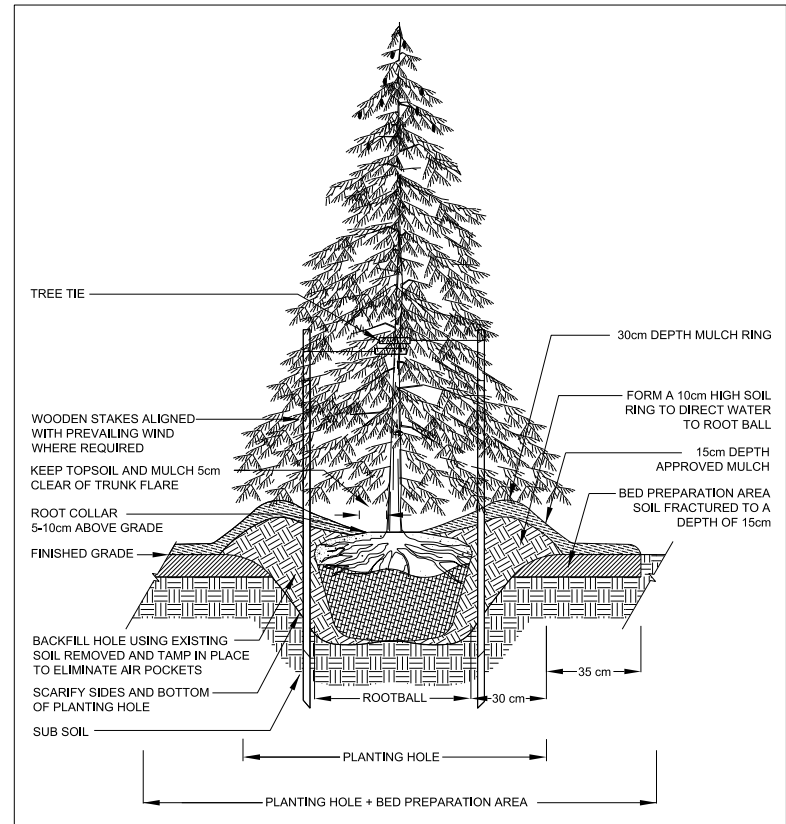 TREE TIE
WOODEN STAKES ALIGNED
WITH PREVAILING WIND
WHERE REQUIRED
KEEP TOPSOIL AND MULCH 5cm
CLEAR OF TRUNK FLARE
ROOT COLLAR
5-10cm ABOVE GRADE
FINISHED GRADE
BACKFILL HOLE USING EXISTING
SOIL REMOVED AND TAMP IN PLACE
TO ELIMINATE AIR POCKETS
SCARIFY SIDES AND BOTTOM
OF PLANTING HOLE
SUB SOIL
30cm DEPTH MULCH RING
FORM A 10cm HIGH SOIL
RING TO DIRECT WATER
TO ROOT BALL
15cm DEPTH
APPROVED MULCH
BED PREPARATION AREA
SOIL FRACTURED TO A
DEPTH OF 15cm
35 cm
ROOTBALL
30 cm
PLANTING HOLE
PLANTING HOLE + BED PREPARATION AREA